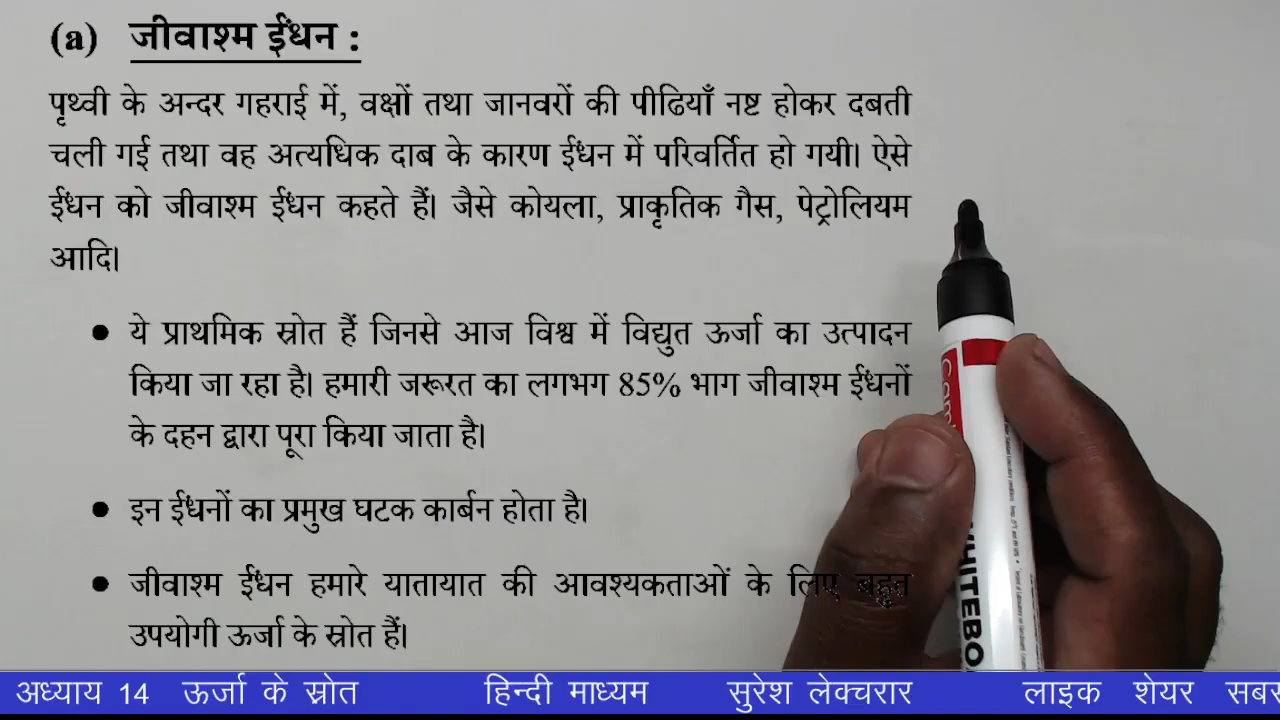 (a) जीवाश्म ईंधन :
पृथ्वी के अन्दर गहराई में, वक्षों तथा जानवरों की पीढियाँ नष्ट होकर दबती
चली गई तथा वह अत्यधिक दाब के कारण ईंधन में परिवर्तित हो गयी। ऐसे
ईंधन को जीवाश्म ईंधन कहते हैं। जैसे कोयला, प्राकृतिक गैस, पेट्रोलियम
आदि।
● ये प्राथमिक स्रोत हैं जिनसे आज विश्व में विद्युत ऊर्जा का उत्पादन
किया जा रहा है। हमारी जरूरत का लगभग 85% भाग जीवाश्म ईंधनों
के दहन द्वारा पूरा किया जाता है।
● इन ईंधनों का प्रमुख घटक कार्बन होता है।
● जीवाश्म ईंधन हमारे यातायात की आवश्यकताओं के लिए बहुत
उपयोगी ऊर्जा के स्रोत हैं।
WHITEBO
अध्याय 14 ऊर्जा के स्रोत हिन्दी माध्यम सुरेश लेक्चरार लाइक शेयर सबस